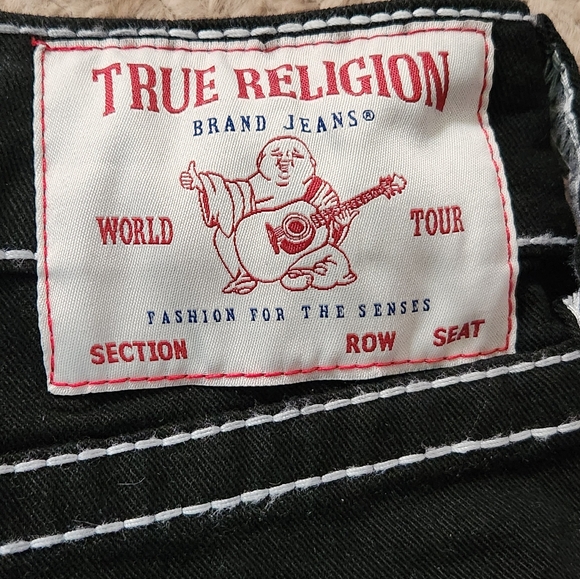 TRUE RELIGION
BRAND JEANS®
WORLD TOUR
FASHION FOR THE SENSES
SECTION ROW SEAT